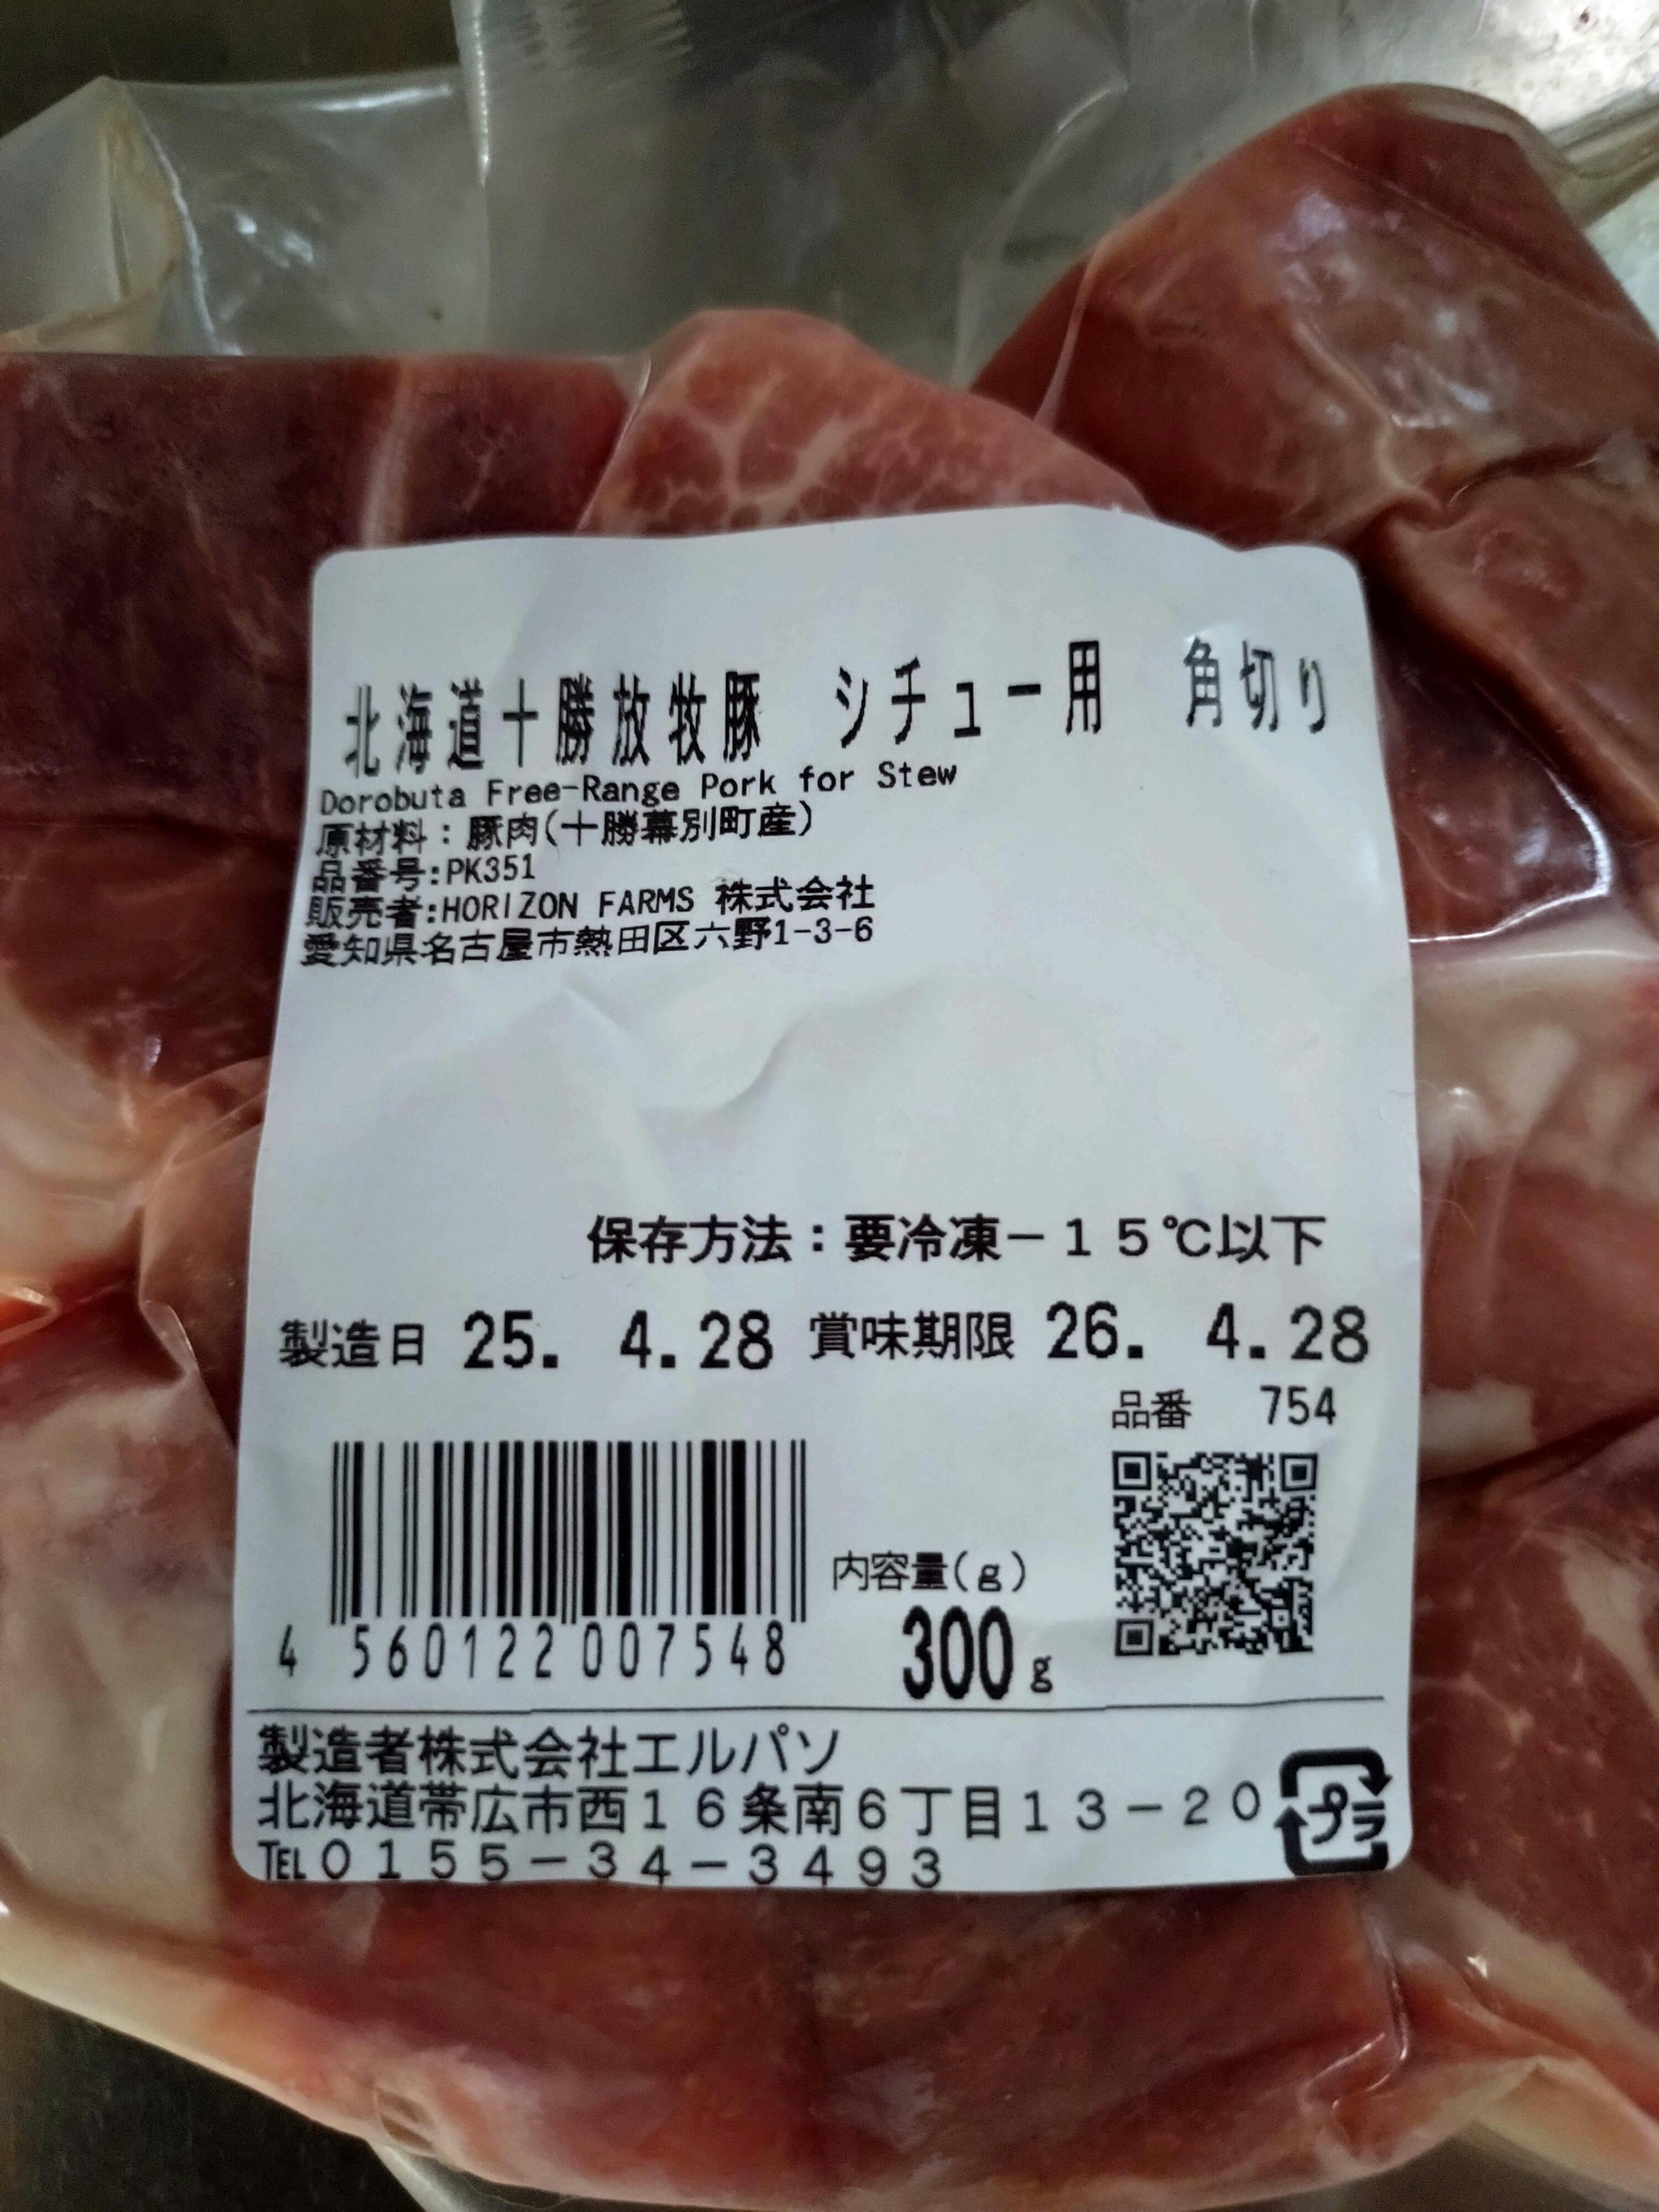 北海道十勝放牧豚 シチュー用 角切り
Dorobuta Free-Range Pork for Stew
原材料：豚肉(十勝幕別町産)
品番号:PK351
販売者:HORIZON FARMS 株式会社
愛知県名古屋市熱田区六野1-3-6
保存方法：要冷凍－１５℃以下
製造日 25. 4.28 賞味期限 26. 4.28
品番 754
内容量(g)
300g
4 560122 007548
製造者株式会社エルパソ
北海道帯広市西１６条南６丁目１３－２０
℡０１５５－３４－３４９３
プラ